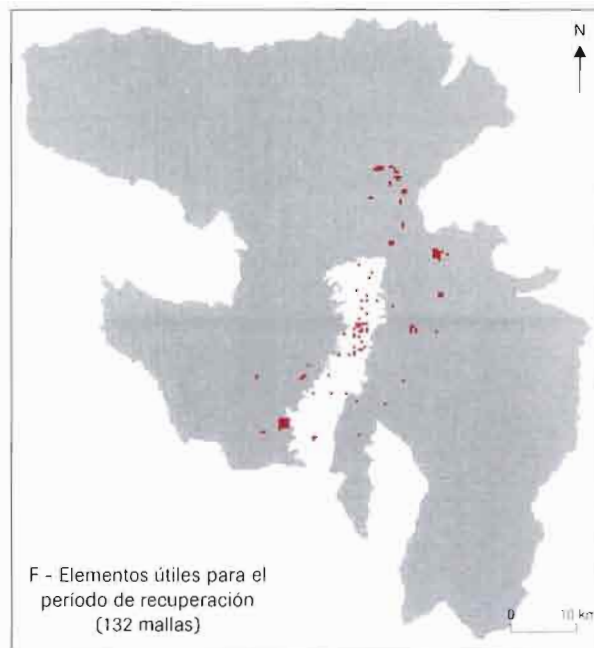 N
F - Elementos útiles para el
período de recuperación
(132 mallas)
0 10 km